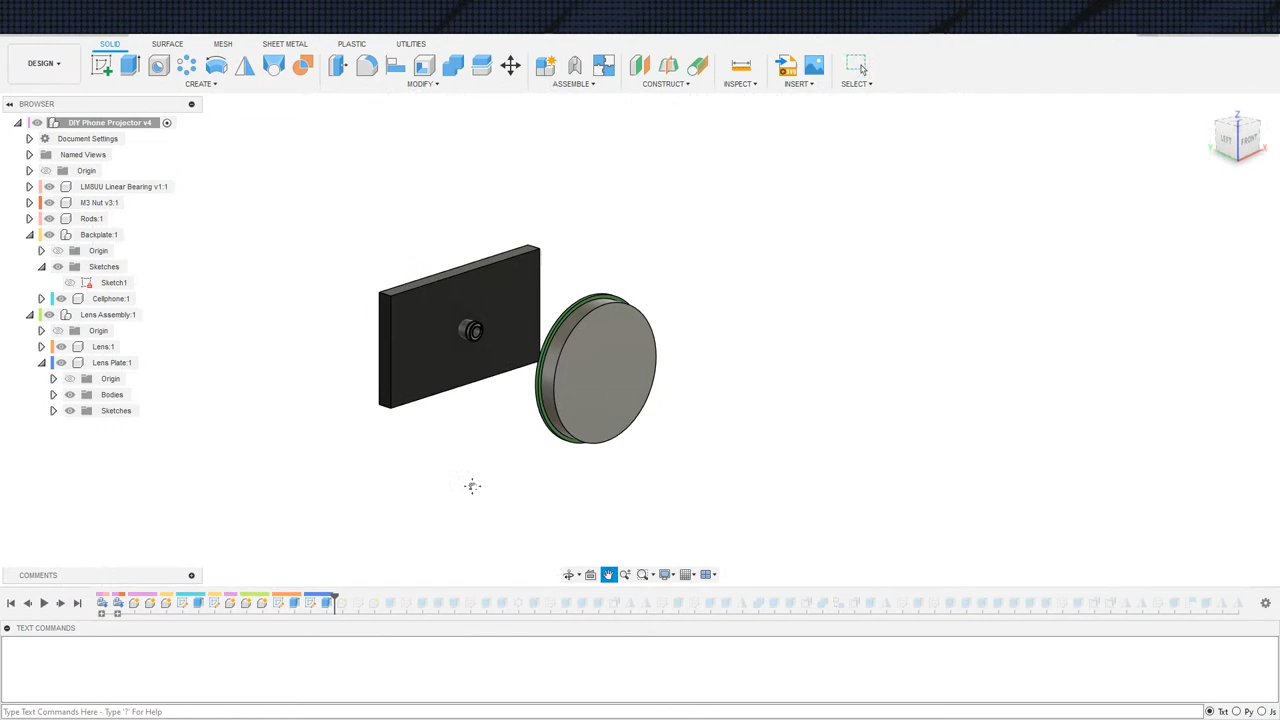 SOLID SURFACE MESH SHEET METAL PLASTIC UTILITIES
DESIGN
CREATE MODIFY ASSEMBLE CONSTRUCT INSPECT INSERT SELECT
BROWSER
DIY Phone Projector v4
Document Settings
Named Views
Origin
LM8UU Linear Bearing v1:1
M3 Nut v3:1
Rods:1
Backplate:1
Origin
Sketches
Sketch1
Cellphone:1
Lens Assembly:1
Origin
Lens:1
Lens Plate:1
Origin
Bodies
Sketches
Z
LEFT FRONT
Y X
COMMENTS
TEXT COMMANDS
Type Text Commands Here - Type '?' For Help
Txt Py Js